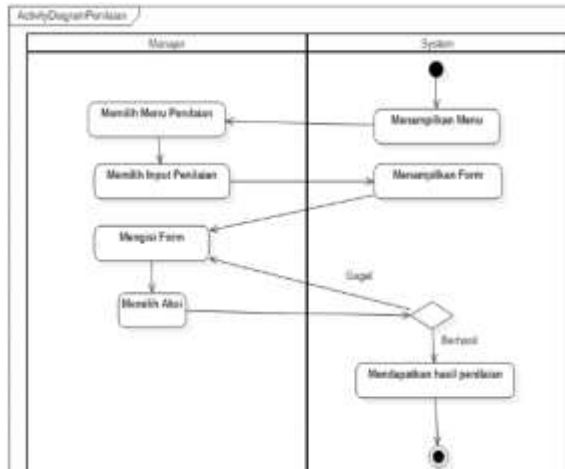 ActivityDiagramPenilaian
Manager
System
Memilih Menu Penilaian
Menampilkan Menu
Memilih Input Penilaian
Menampilkan Form
Mengisi Form
Gagal
Memilih Aksi
Berhasil
Mendapatkan hasil penilaian